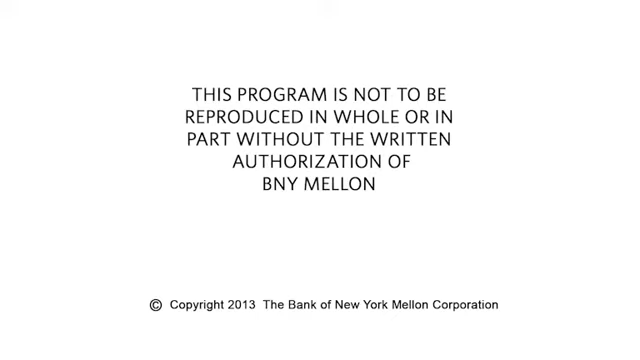 THIS PROGRAM IS NOT TO BE
REPRODUCED IN WHOLE OR IN
PART WITHOUT THE WRITTEN
AUTHORIZATION OF
BNY MELLON
© Copyright 2013 The Bank of New York Mellon Corporation